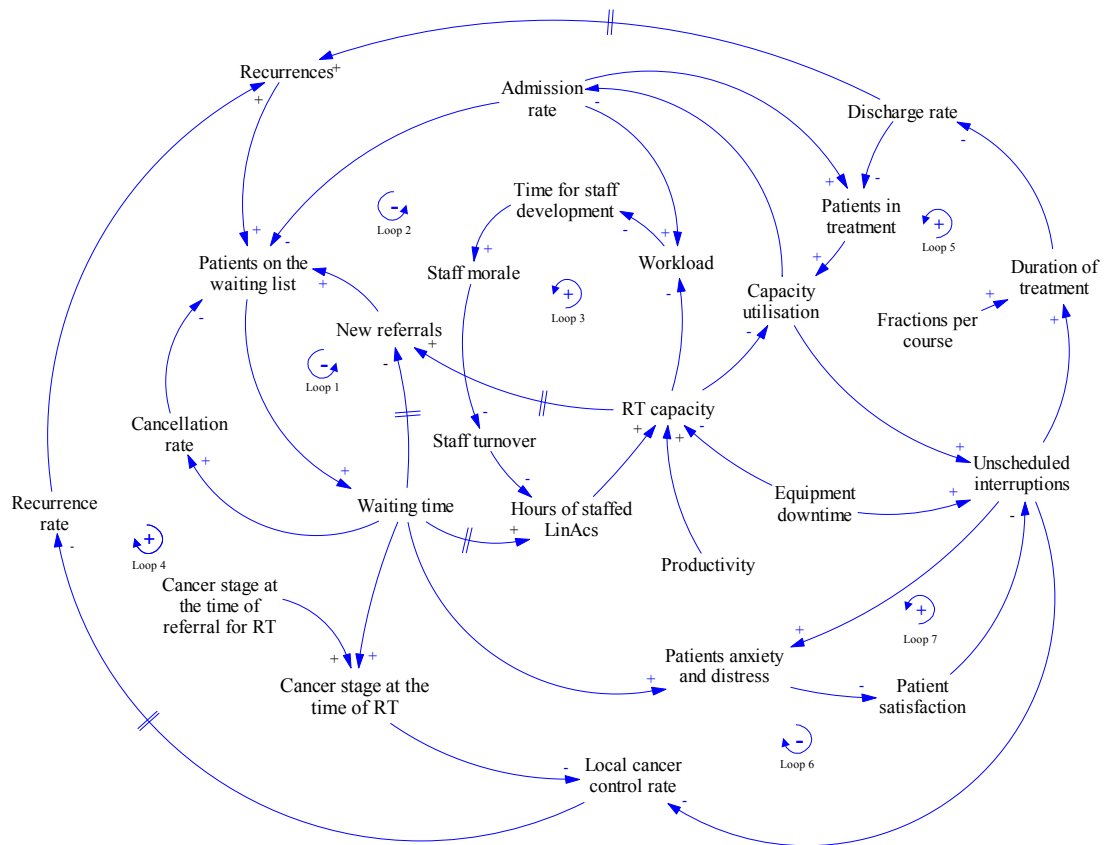 Recurrences
+
+
Admission
rate
-
Discharge rate
-
Time for staff
development
-
+
+
-
Patients in
treatment
+
+
Loop 5
-
Loop 2
+
-
Patients on the
waiting list
+
-
Staff morale
+
Loop 3
+
Workload
-
Capacity
utilisation
-
Duration of
treatment
+
+
Fractions per
course
New referrals
+
-
-
Loop 1
RT capacity
+
+
-
Cancellation
rate
+
-
Staff turnover
-
+
Unscheduled
interruptions
+
-
Recurrence
rate
-
+
Waiting time
Hours of staffed
LinAcs
+
Equipment
downtime
+
Loop 4
Productivity
Cancer stage at
the time of
referral for RT
+
+
+
Loop 7
+
Patients anxiety
and distress
+
-
Patient
satisfaction
Cancer stage at the
time of RT
-
Loop 6
Local cancer
control rate
-
-